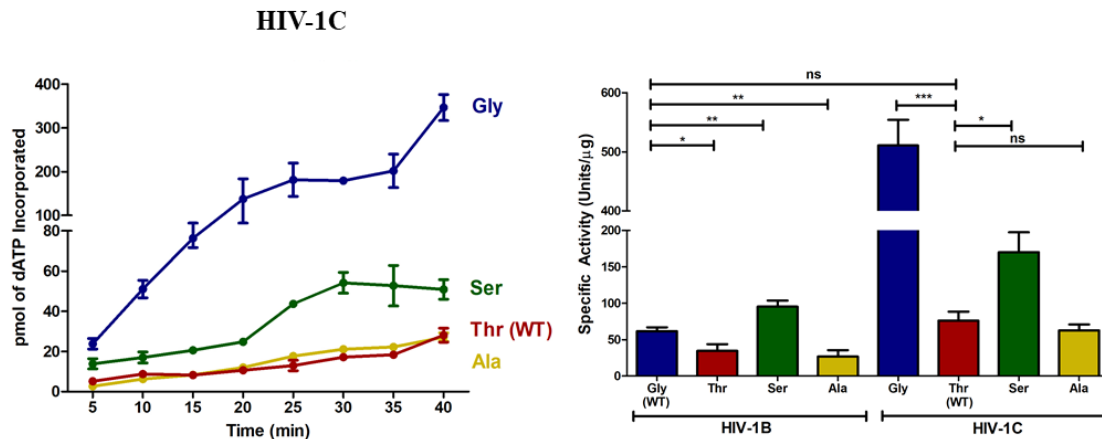 HIV-1C
pmol of dATP Incorporated
400
300
200
100
80
60
40
20
0
Gly
Ser
Thr (WT)
Ala
5 10 15 20 25 30 35 40
Time (min)
Specific Activity (Units/µg)
600
500
400
200
150
100
50
0
ns
**
***
**
*
*
ns
Gly (WT) Thr Ser Ala Gly Thr (WT) Ser Ala
HIV-1B HIV-1C